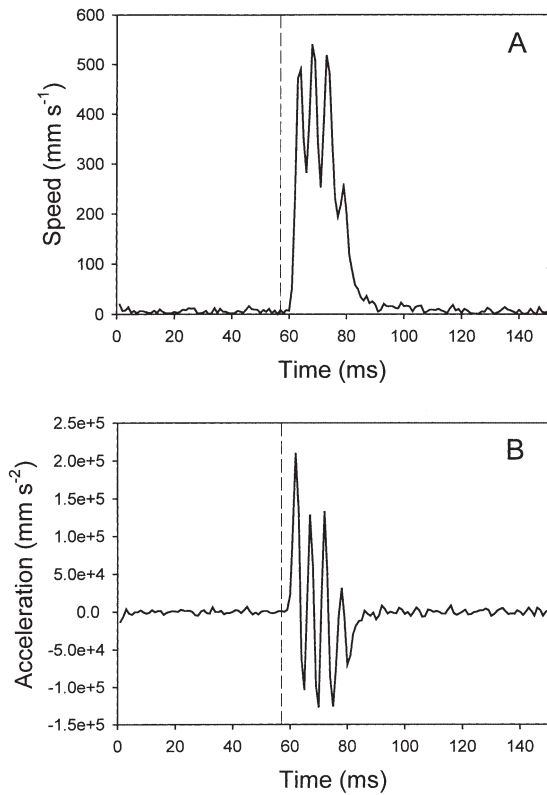 600
A
500
400
300
200
100
0
Speed (mm s-1)
0 20 40 60 80 100 120 140
Time (ms)
2.5e+5
B
2.0e+5
1.5e+5
1.0e+5
5.0e+4
0.0
-5.0e+4
-1.0e+5
-1.5e+5
Acceleration (mm s-2)
0 20 40 60 80 100 120 140
Time (ms)